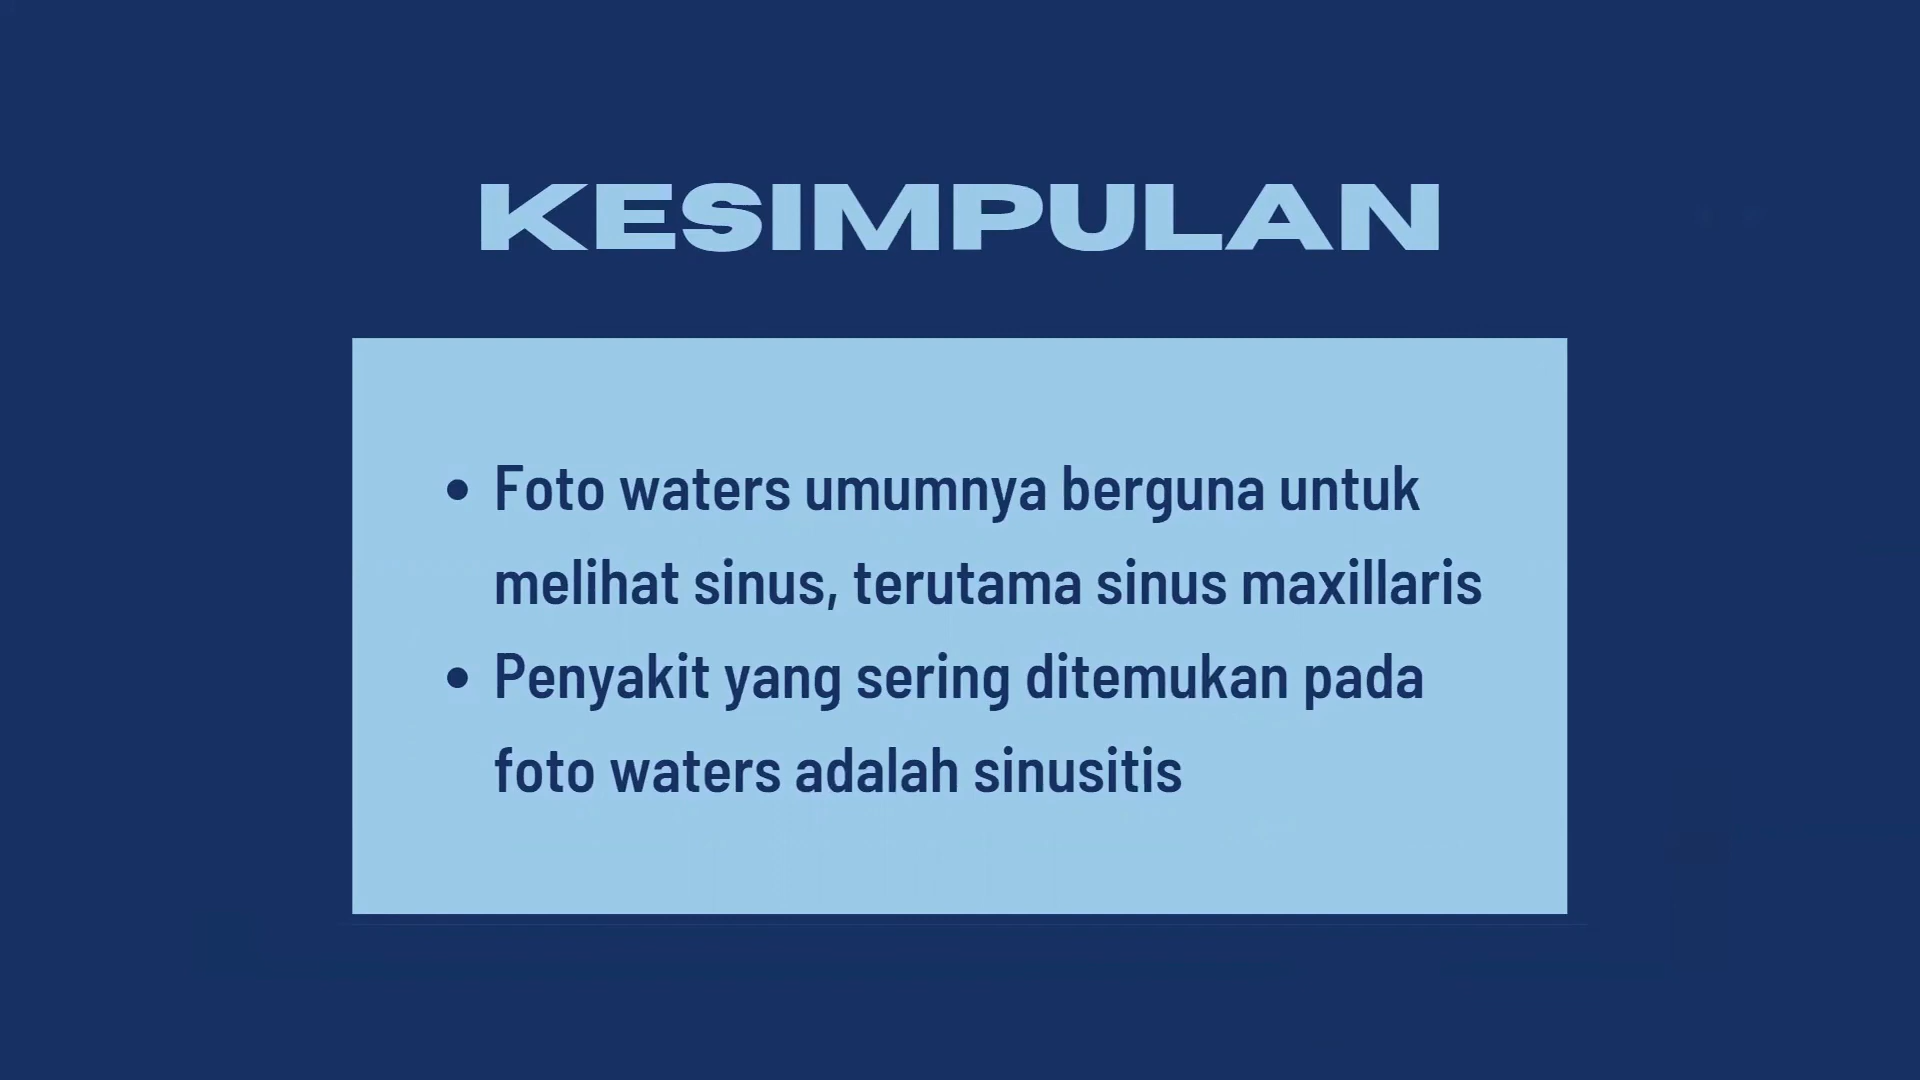 KESIMPULAN
• Foto waters umumnya berguna untuk
melihat sinus, terutama sinus maxillaris
• Penyakit yang sering ditemukan pada
foto waters adalah sinusitis